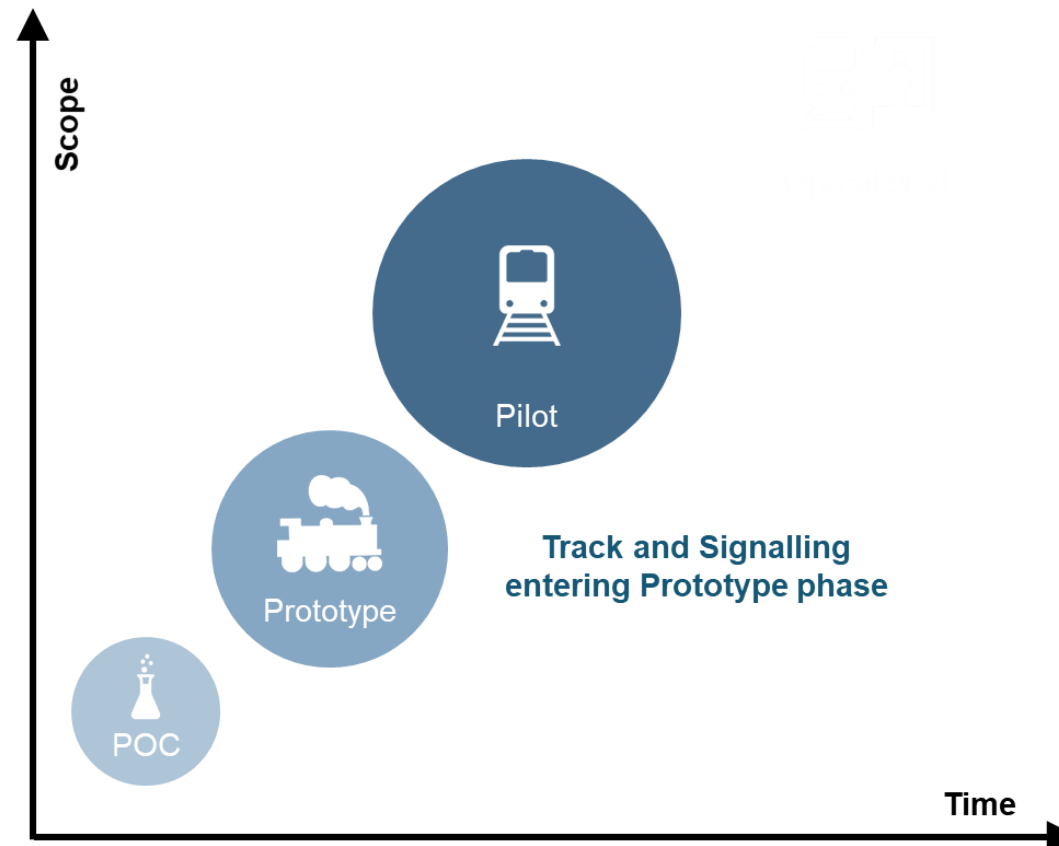 Scope
Pilot
Track and Signalling
entering Prototype phase
Prototype
POC
Time